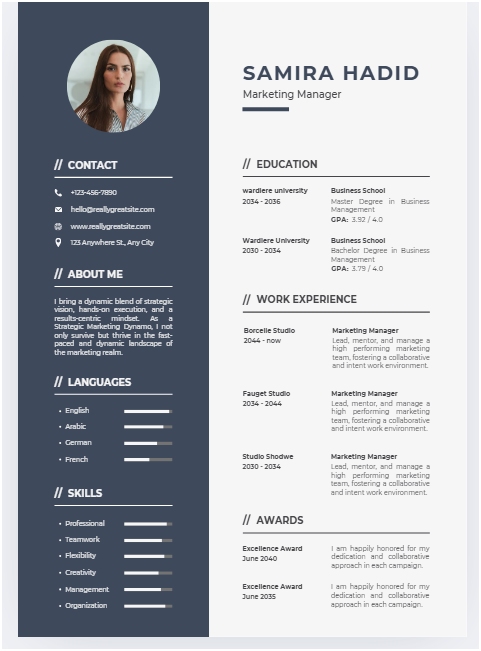 // CONTACT
+123-456-7890
hello@reallygreatsite.com
www.reallygreatsite.com
123 Anywhere St., Any City
// ABOUT ME
I bring a dynamic blend of strategic
vision, hands-on execution, and a
results-centric mindset. As a
Strategic Marketing Dynamo, I not
only survive but thrive in the fast-
paced and dynamic landscape of
the marketing realm.
// LANGUAGES
• English
• Arabic
• German
• French
// SKILLS
• Professional
• Teamwork
• Flexibility
• Creativity
• Management
• Organization
SAMIRA HADID
Marketing Manager
// EDUCATION
wardiere university
2034 - 2036
Business School
Master Degree in Business
Management
GPA: 3.92 / 4.0
Wardiere University
2030 - 2034
Business School
Bachelor Degree in Business
Management
GPA: 3.79 / 4.0
// WORK EXPERIENCE
Borcelle Studio
2044 - now
Marketing Manager
Lead, mentor, and manage a
high performing marketing
team, fostering a collaborative
and intent work environment.
Fauget Studio
2034 - 2044
Marketing Manager
Lead, mentor, and manage a
high performing marketing
team, fostering a collaborative
and intent work environment.
Studio Shodwe
2030 - 2034
Marketing Manager
Lead, mentor, and manage a
high performing marketing
team, fostering a collaborative
and intent work environment.
// AWARDS
Excellence Award
June 2040
I am happily honored for my
dedication and collaborative
approach in each campaign.
Excellence Award
June 2035
I am happily honored for my
dedication and collaborative
approach in each campaign.